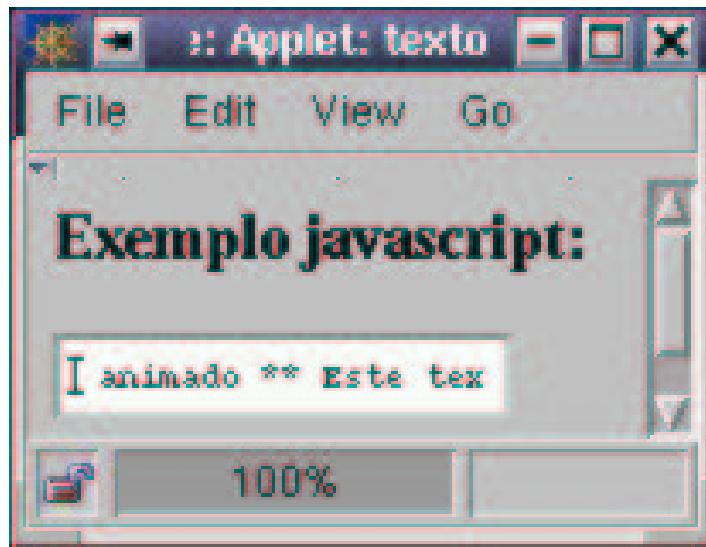 e: Applet: texto
File Edit View Go
Exemplo javascript:
animado ** Este tex
100%